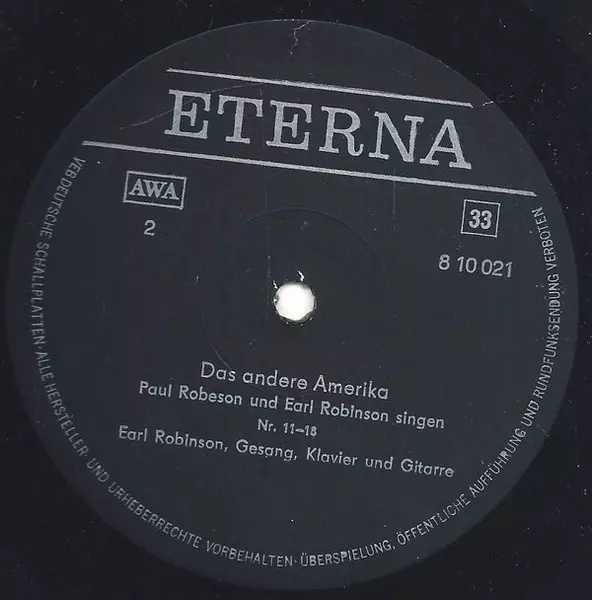 ETERNA
AWA
33
2
8 10 021
Das andere Amerika
Paul Robeson und Earl Robinson singen
Nr. 11–18
Earl Robinson, Gesang, Klavier und Gitarre
VEB DEUTSCHE SCHALLPLATTEN · ALLE HERSTELLER- UND URHEBERRECHTE VORBEHALTEN · ÜBERSPIELUNG, ÖFFENTLICHE AUFFÜHRUNG UND RUNDFUNKSENDUNG VERBOTEN